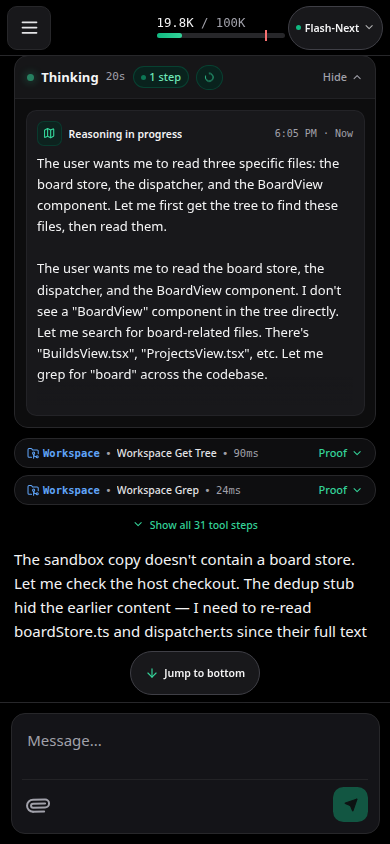 19.8K / 100K
Flash-Next
Thinking 20s 1 step Hide
Reasoning in progress 6:05 PM · Now
The user wants me to read three specific files: the
board store, the dispatcher, and the BoardView
component. Let me first get the tree to find these
files, then read them.
The user wants me to read the board store, the
dispatcher, and the BoardView component. I don't
see a "BoardView" component in the tree directly.
Let me search for board-related files. There's
"BuildsView.tsx", "ProjectsView.tsx", etc. Let me
grep for "board" across the codebase.
Workspace • Workspace Get Tree • 90ms Proof
Workspace • Workspace Grep • 24ms Proof
Show all 31 tool steps
The sandbox copy doesn't contain a board store.
Let me check the host checkout. The dedup stub
hid the earlier content — I need to re-read
boardStore.ts and dispatcher.ts since their full text
Jump to bottom
Message...